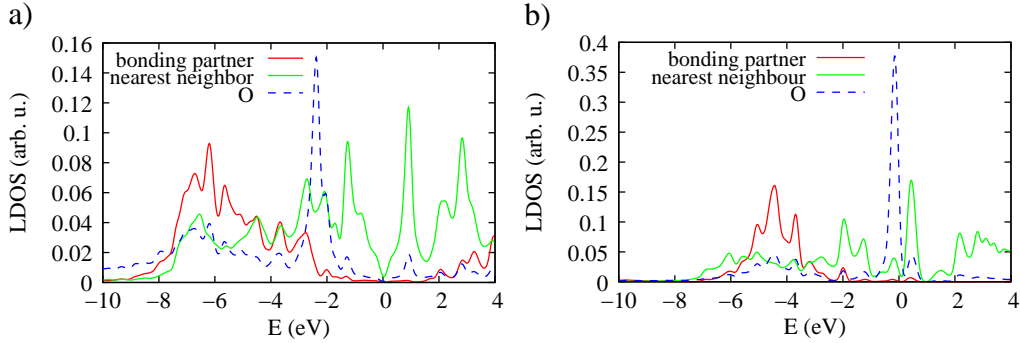 a)
bonding partner
nearest neighbor
O
LDOS (arb. u.)
0.16
0.14
0.12
0.1
0.08
0.06
0.04
0.02
0
−10
−8
−6
−4
−2
0
2
4
E (eV)
b)
bonding partner
nearest neighbour
O
LDOS (arb. u.)
0.4
0.35
0.3
0.25
0.2
0.15
0.1
0.05
0
−10
−8
−6
−4
−2
0
2
4
E (eV)